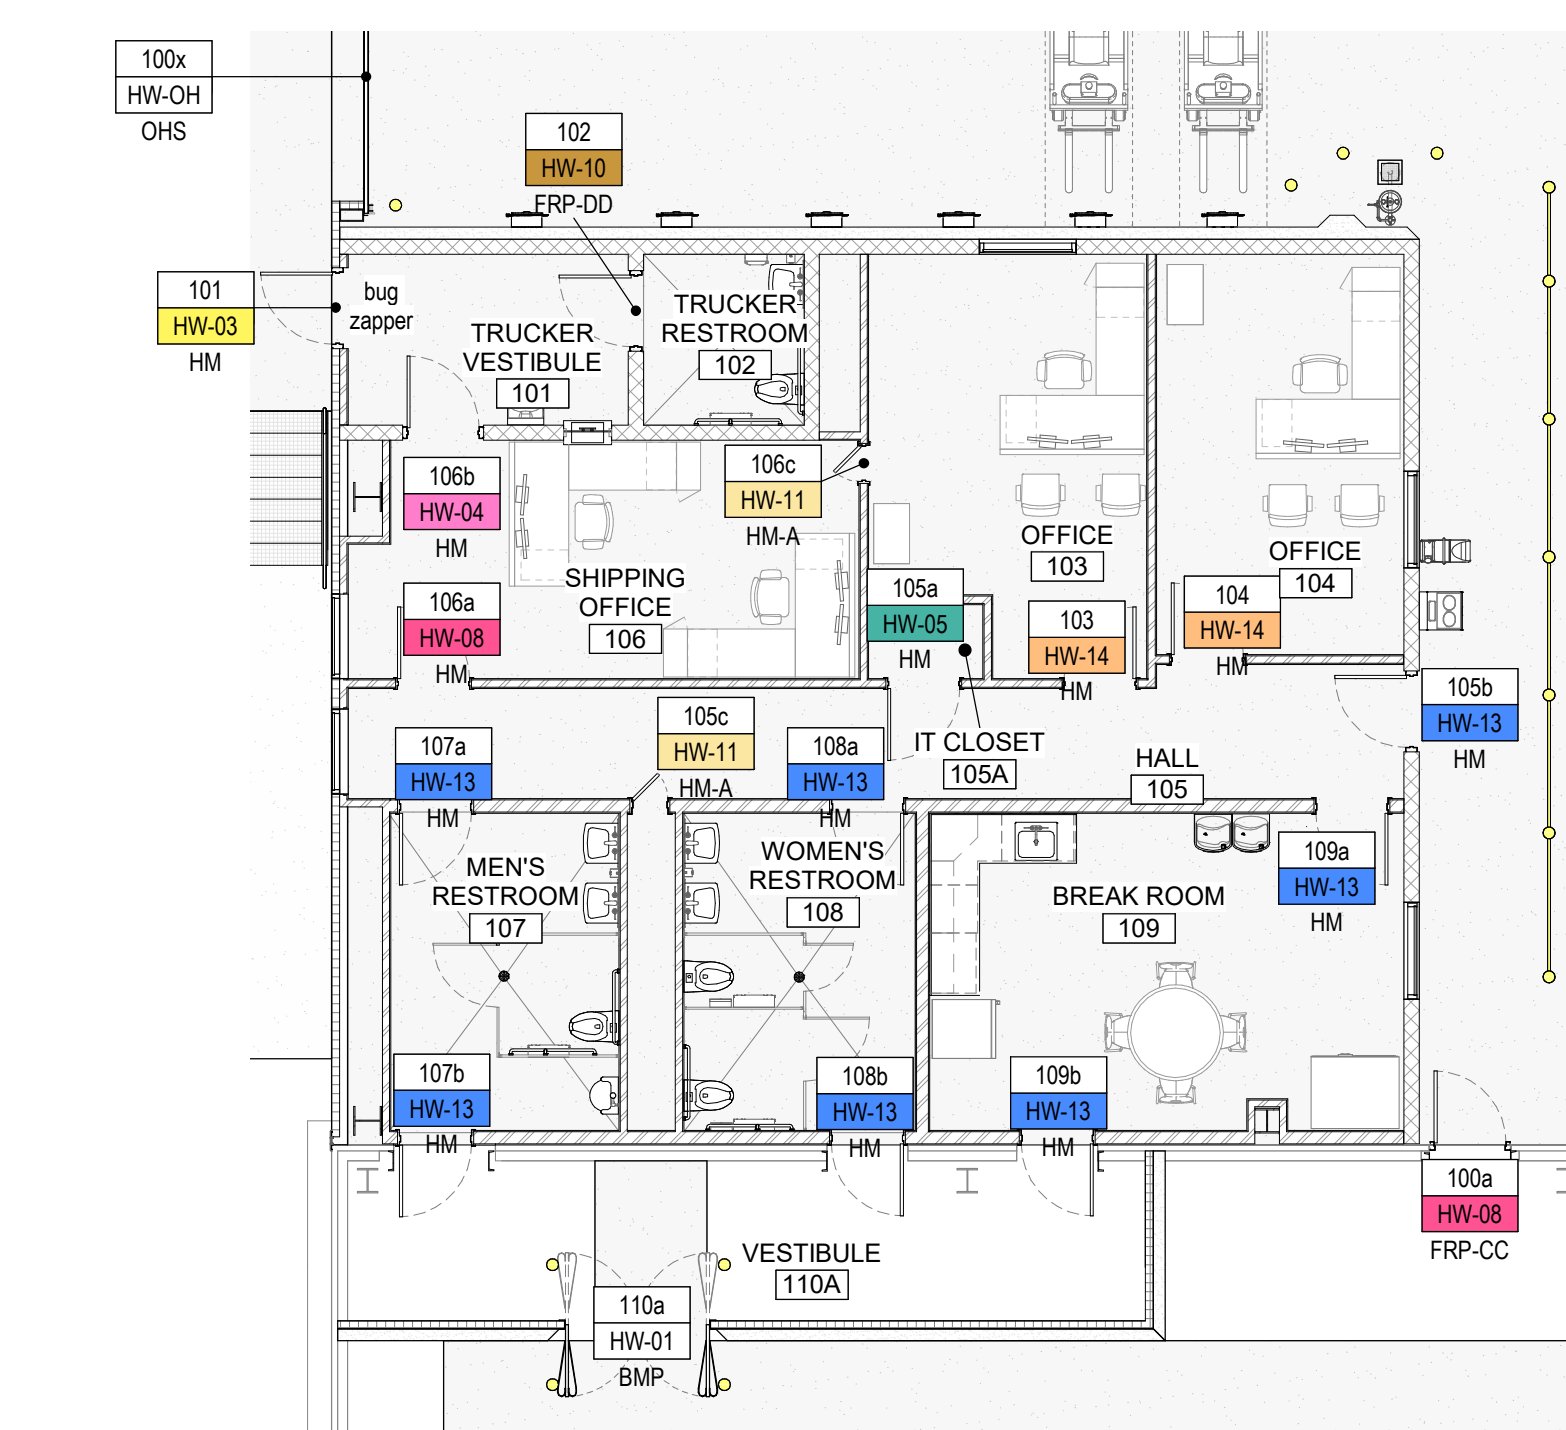 100x
HW-OH
OHS
102
HW-10
FRP-DD
101
HW-03
HM
bug
zapper
TRUCKER
VESTIBULE
101
TRUCKER
RESTROOM
102
106b
HW-04
HM
106c
HW-11
HM-A
OFFICE
103
OFFICE
104
SHIPPING
OFFICE
106
106a
HW-08
HM
105a
HW-05
HM
103
HW-14
HM
104
HW-14
HM
105b
HW-13
HM
107a
HW-13
HM
105c
HW-11
HM-A
108a
HW-13
HM
IT CLOSET
105A
HALL
105
MEN'S
RESTROOM
107
WOMEN'S
RESTROOM
108
BREAK ROOM
109
109a
HW-13
HM
107b
HW-13
HM
108b
HW-13
HM
109b
HW-13
HM
100a
HW-08
FRP-CC
VESTIBULE
110A
110a
HW-01
BMP